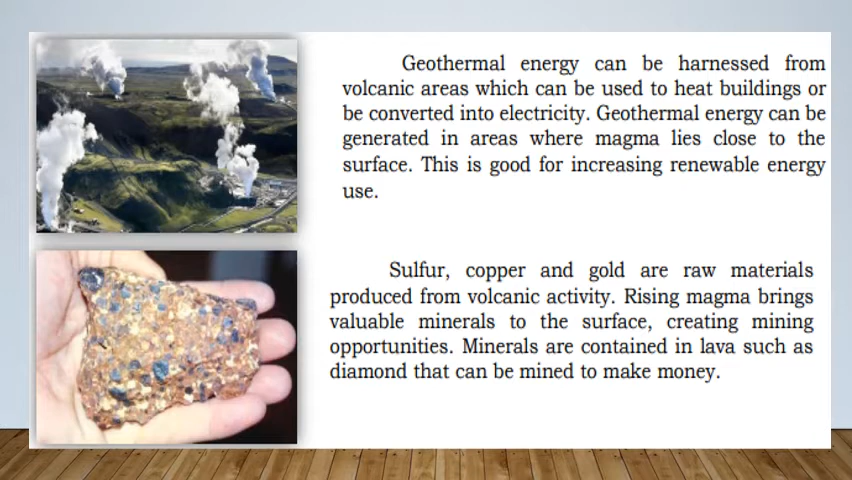 Geothermal energy can be harnessed from
volcanic areas which can be used to heat buildings or
be converted into electricity. Geothermal energy can be
generated in areas where magma lies close to the
surface. This is good for increasing renewable energy
use.
Sulfur, copper and gold are raw materials
produced from volcanic activity. Rising magma brings
valuable minerals to the surface, creating mining
opportunities. Minerals are contained in lava such as
diamond that can be mined to make money.